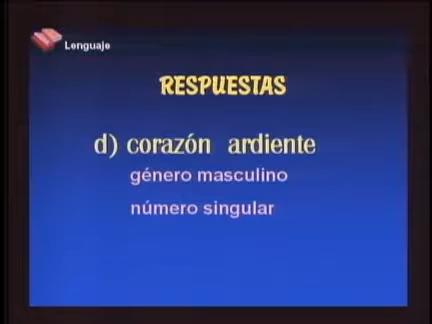 Lenguaje
RESPUESTAS
d) corazón ardiente
género masculino
número singular